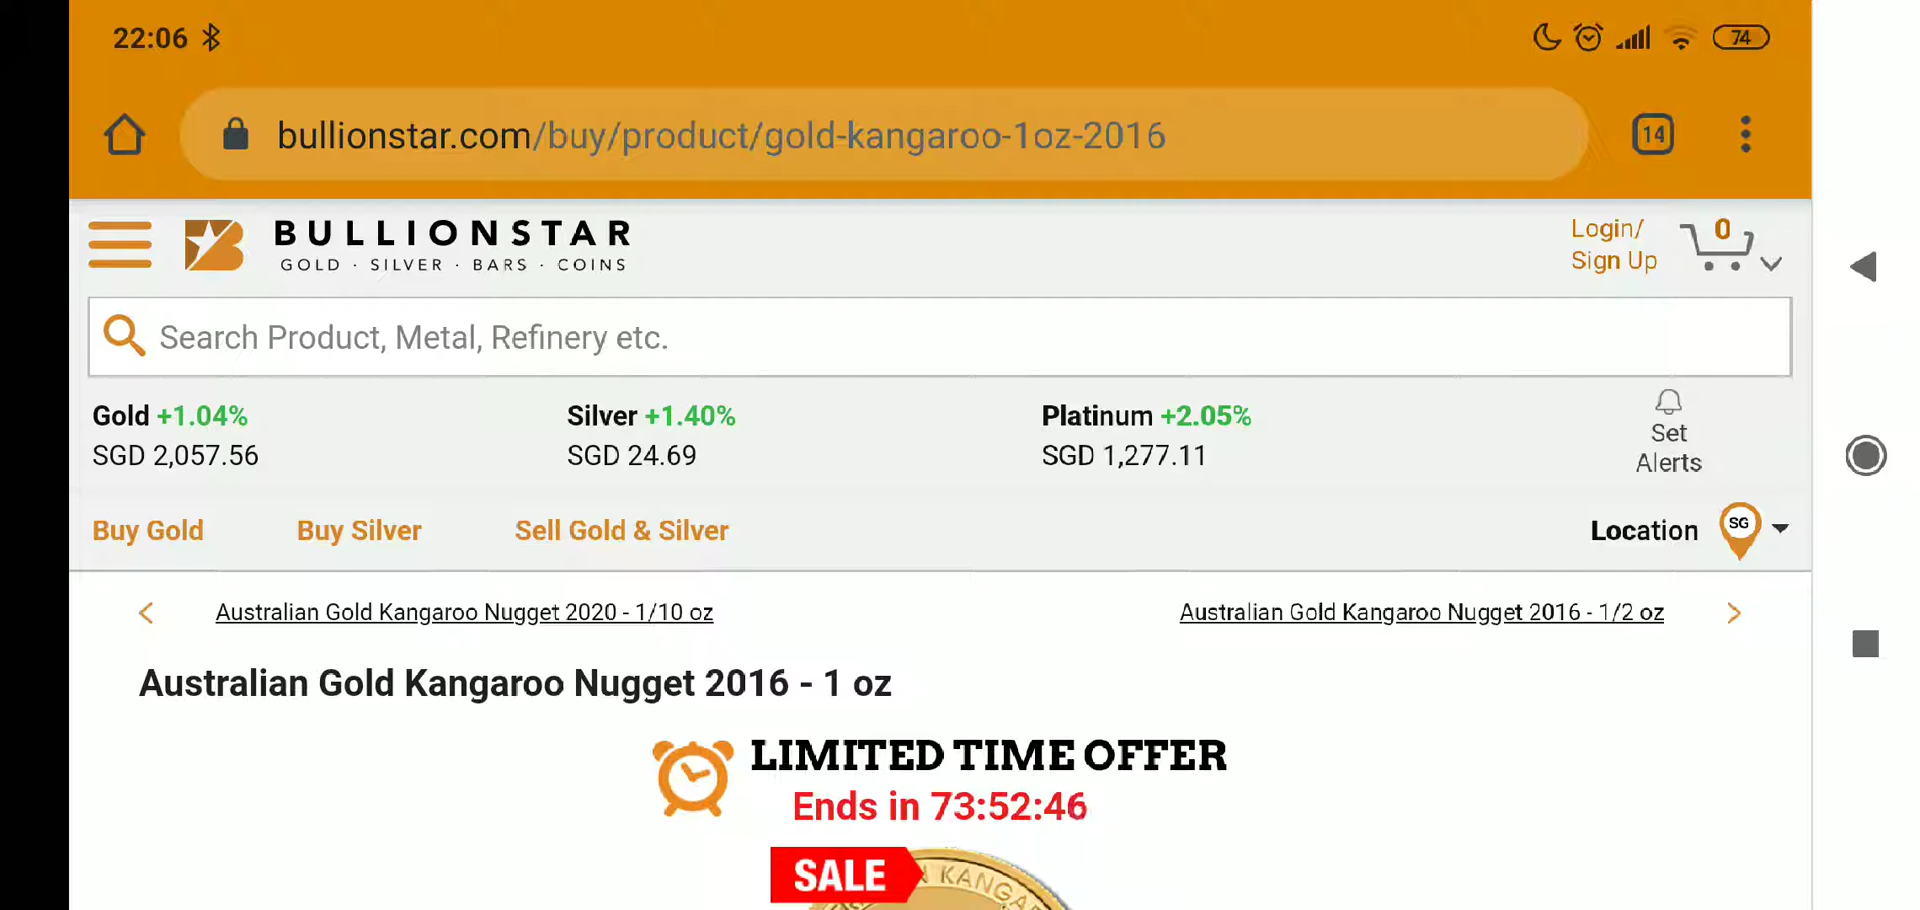 22:06
74
bullionstar.com/buy/product/gold-kangaroo-1oz-2016
14
BULLIONSTAR
GOLD · SILVER · BARS · COINS
Login/
Sign Up
0
Search Product, Metal, Refinery etc.
Gold +1.04%
SGD 2,057.56
Silver +1.40%
SGD 24.69
Platinum +2.05%
SGD 1,277.11
Set
Alerts
Buy Gold
Buy Silver
Sell Gold & Silver
Location
SG
Australian Gold Kangaroo Nugget 2020 - 1/10 oz
Australian Gold Kangaroo Nugget 2016 - 1/2 oz
Australian Gold Kangaroo Nugget 2016 - 1 oz
LIMITED TIME OFFER
Ends in 73:52:46
SALE